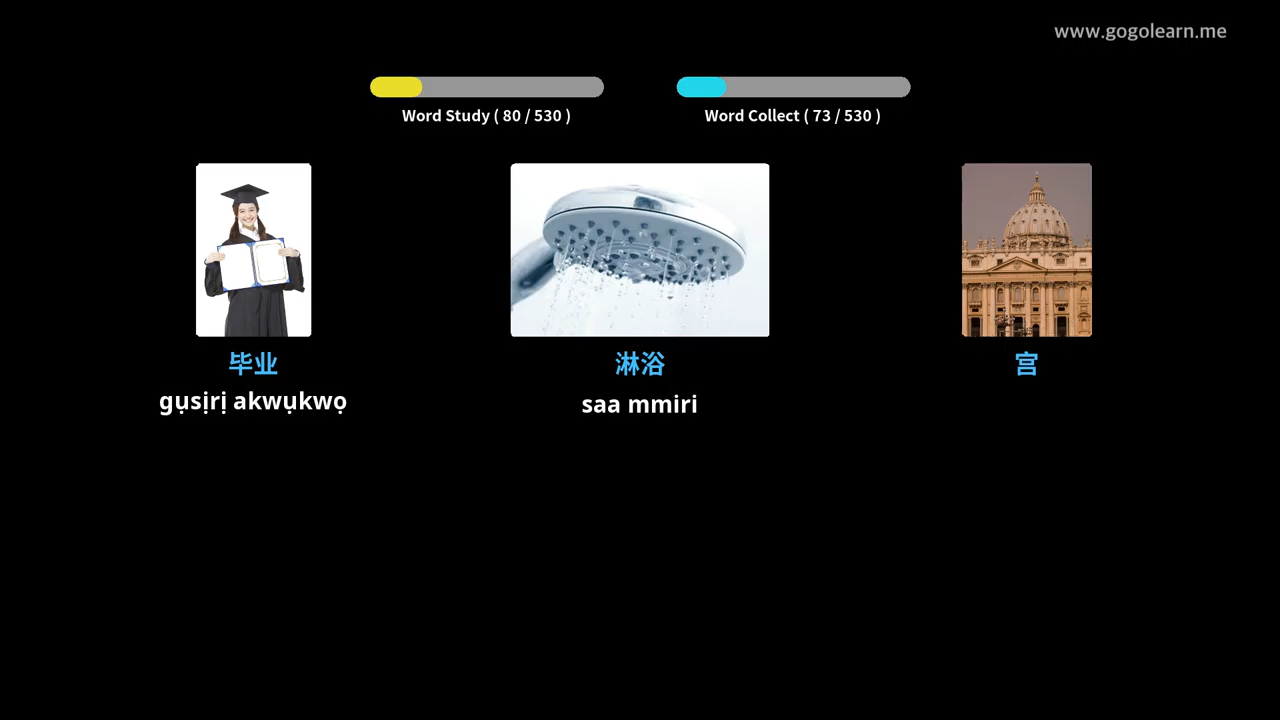 www.gogolearn.me
Word Study ( 80 / 530 )
Word Collect ( 73 / 530 )
毕业
淋浴
宫
gụsịrị akwụkwọ
saa mmiri